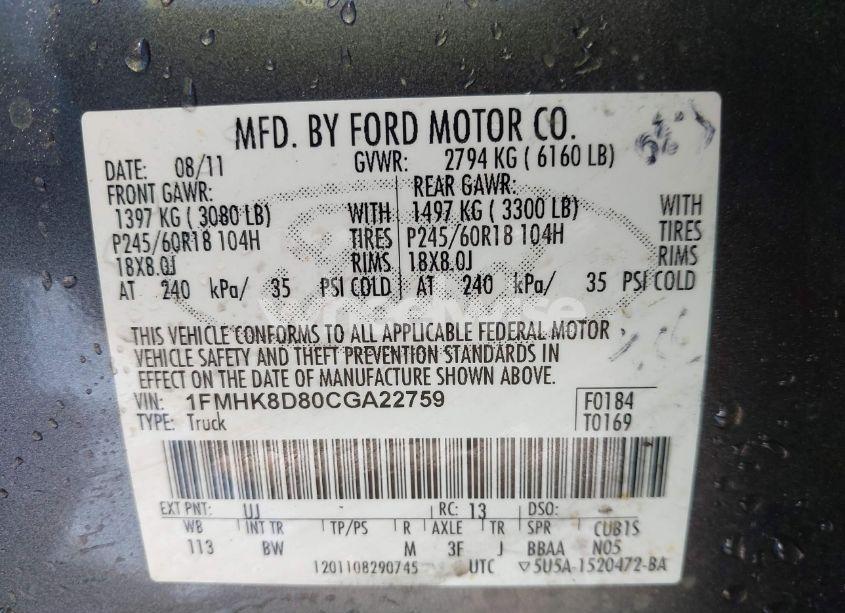 MFD. BY FORD MOTOR CO.
DATE: 08/11 GVWR: 2794 KG ( 6160 LB)
FRONT GAWR: REAR GAWR:
1397 KG ( 3080 LB) WITH 1497 KG ( 3300 LB) WITH
P245/60R18 104H TIRES P245/60R18 104H TIRES
18X8.0J RIMS 18X8.0J RIMS
AT 240 kPa/ 35 PSI COLD AT 240 kPa/ 35 PSI COLD
THIS VEHICLE CONFORMS TO ALL APPLICABLE FEDERAL MOTOR
VEHICLE SAFETY AND THEFT PREVENTION STANDARDS IN
EFFECT ON THE DATE OF MANUFACTURE SHOWN ABOVE.
VIN: 1FMHK8D80CGA22759 F0184
TYPE: Truck T0169
EXT PNT: UJ RC: 13 DSO:
WB INT TR TP/PS R AXLE TR SPR CUB1S
113 BW M 3F J BBAA N05
1201108290745 UTC ▽5U5A-1520472-BA